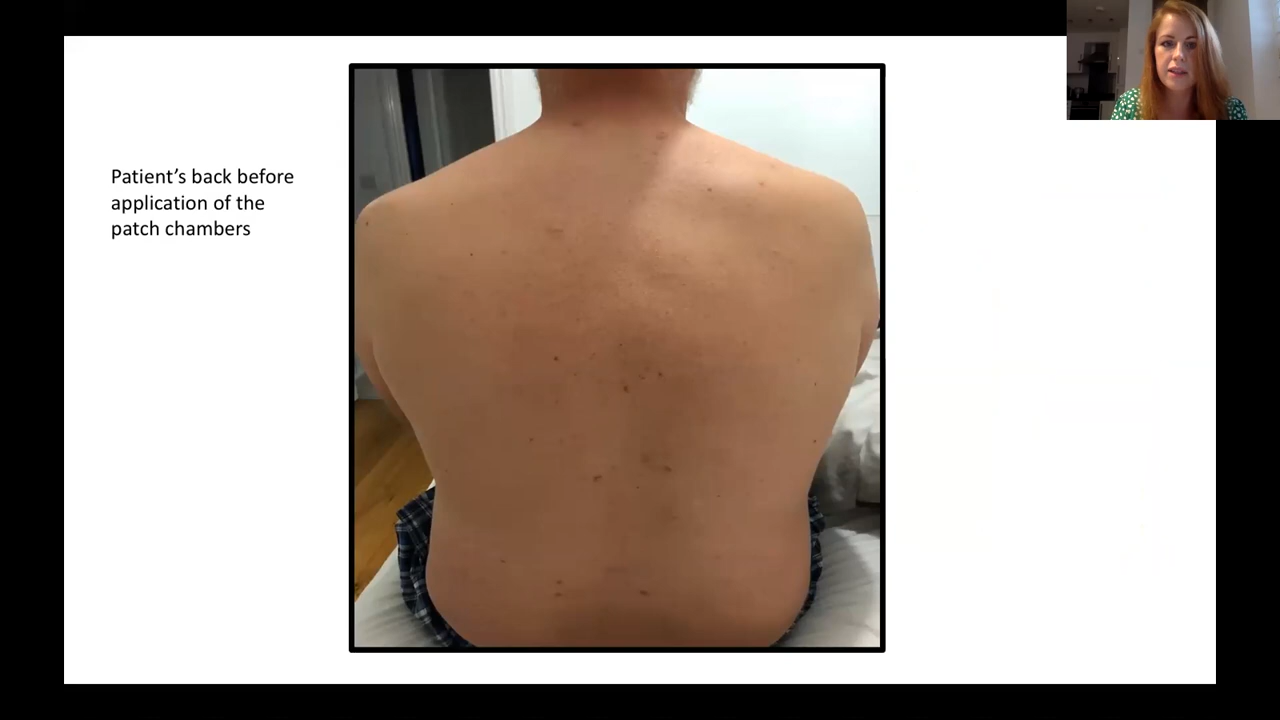 Patient’s back before
application of the
patch chambers